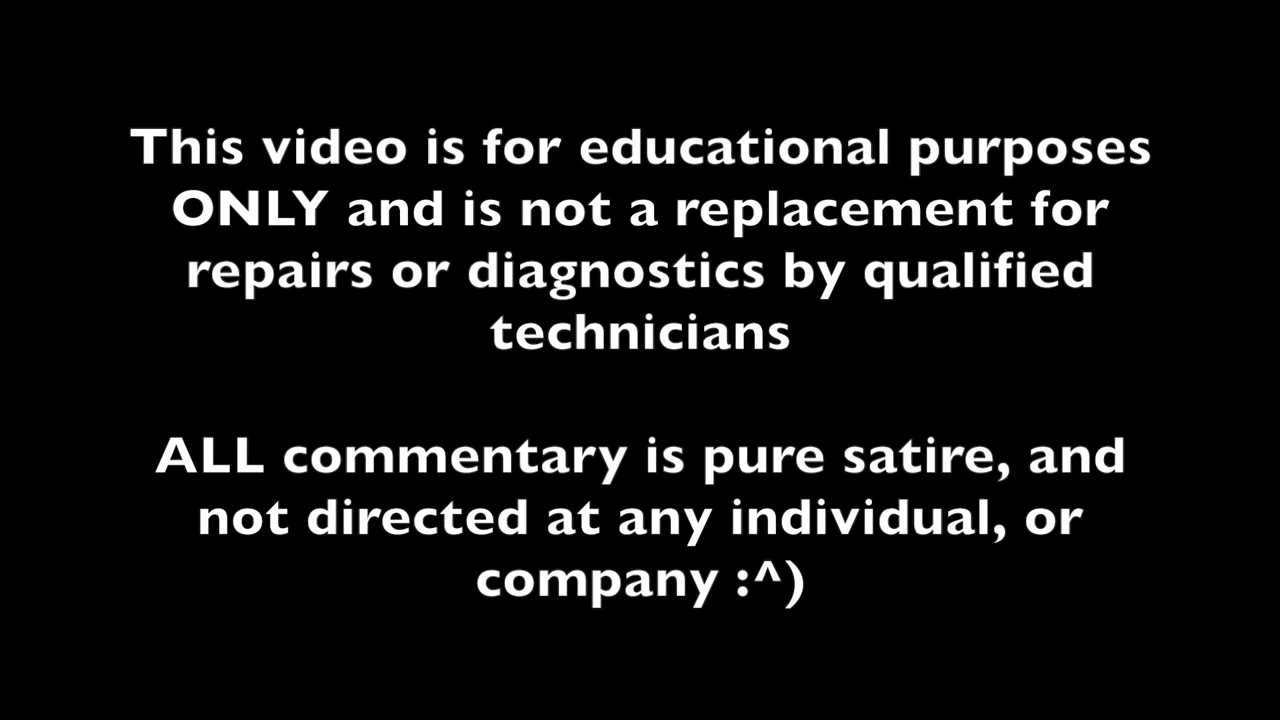 This video is for educational purposes
ONLY and is not a replacement for
repairs or diagnostics by qualified
technicians
ALL commentary is pure satire, and
not directed at any individual, or
company :^)